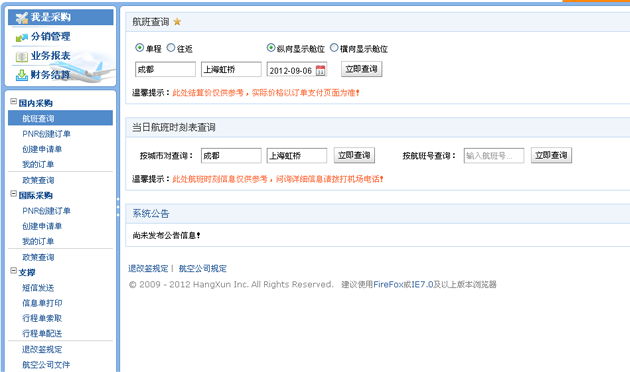 我是采购
分销管理
业务报表
财务结算
国内采购
航班查询
PNR创建订单
创建申请单
我的订单
政策查询
国际采购
PNR创建订单
创建申请单
我的订单
政策查询
支撑
短信发送
信息单打印
行程单索取
行程单配送
退改签规定
航空公司文件
航班查询
单程 往返 纵向显示舱位 横向显示舱位
成都 上海虹桥 2012-09-06 立即查询
温馨提示：此处结算价仅供参考，实际价格以订单支付页面为准!
当日航班时刻表查询
按城市对查询： 成都 上海虹桥 立即查询 按航班号查询： 输入航班号... 立即查询
温馨提示：此处航班时刻信息仅供参考，问询详细信息请拨打机场电话!
系统公告
尚未发布公告信息!
退改签规定 | 航空公司规定
© 2009 - 2012 HangXun Inc. All Rights Reserved. 建议使用FireFox或IE7.0及以上版本浏览器